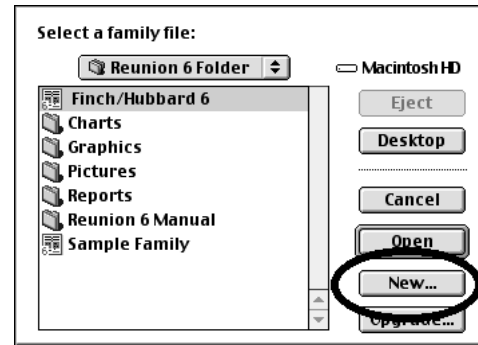 Select a family file:
Reunion 6 Folder
Macintosh HD
Finch/Hubbard 6
Charts
Graphics
Pictures
Reports
Reunion 6 Manual
Sample Family
Eject
Desktop
Cancel
Open
New...
Upgrade...